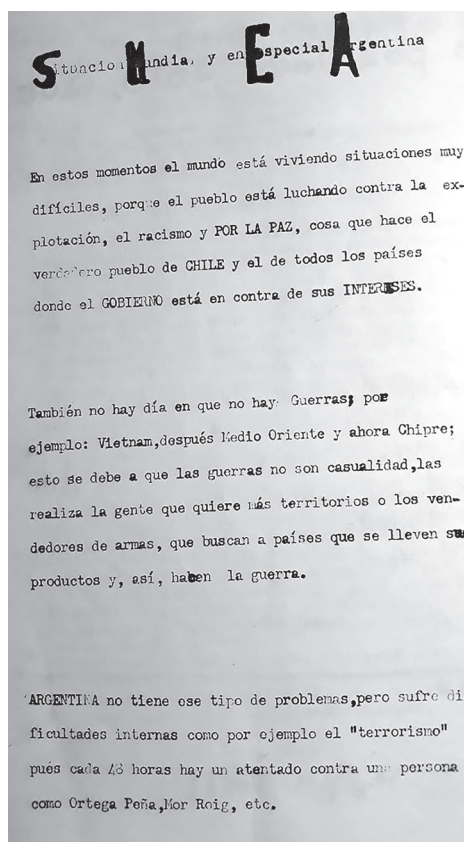 Situacion Mundial y en Especial Argentina
En estos momentos el mundo está viviendo situaciones muy
difíciles, porque el pueblo está luchando contra la ex-
plotación, el racismo y POR LA PAZ, cosa que hace el
verdadero pueblo de CHILE y el de todos los países
donde el GOBIERNO está en contra de sus INTERESES.
También no hay día en que no hay Guerras; por
ejemplo: Vietnam,después Medio Oriente y ahora Chipre;
esto se debe a que las guerras no son casualidad,las
realiza la gente que quiere más territorios o los ven-
dedores de armas, que buscan a países que se lleven su
productos y, así, hacen la guerra.
ARGENTINA no tiene ese tipo de problemas,pero sufre di
ficultades internas como por ejemplo el "terrorismo"
pués cada 48 horas hay un atentado contra una persona
como Ortega Peña,Mor Roig, etc.